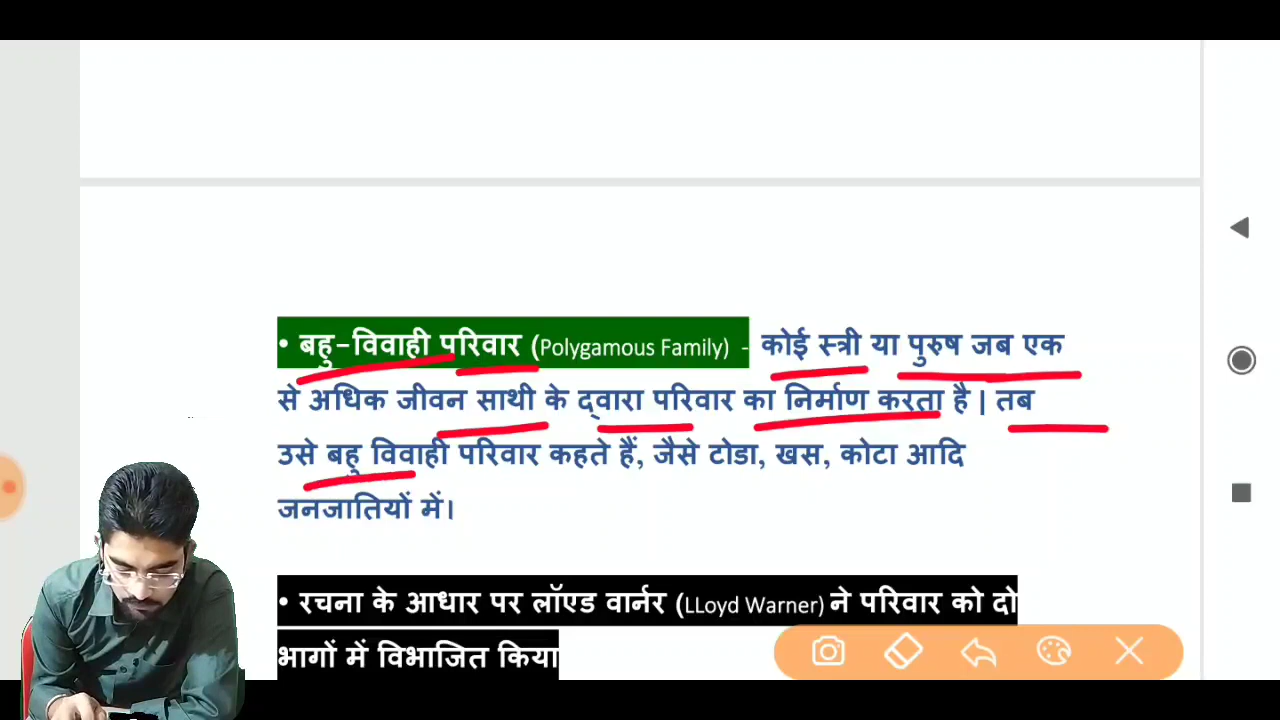 • बहु-विवाही परिवार (Polygamous Family) - कोई स्त्री या पुरुष जब एक
से अधिक जीवन साथी के द्वारा परिवार का निर्माण करता है | तब
उसे बहु विवाही परिवार कहते हैं, जैसे टोडा, खस, कोटा आदि
जनजातियों में।
• रचना के आधार पर लॉएड वार्नर (LLoyd Warner) ने परिवार को दो
भागों में विभाजित किया